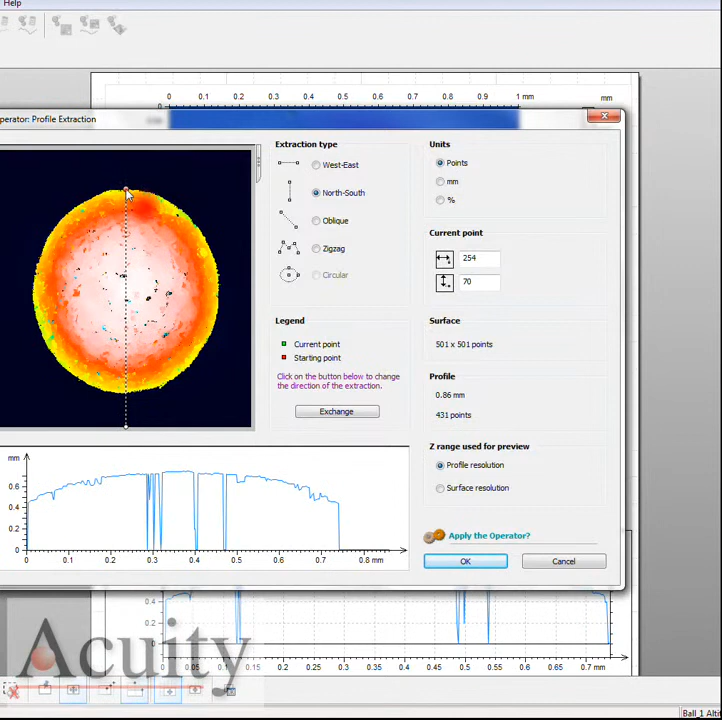 Help
0 0.1 0.2 0.3 0.4 0.5 0.6 0.7 0.8 0.9 1 mm
mm
0
perator: Profile Extraction
Extraction type
West-East
North-South
Oblique
Zigzag
Circular
Legend
Current point
Starting point
Click on the button below to change
the direction of the extraction.
Exchange
Units
Points
mm
%
Current point
254
70
Surface
501 x 501 points
Profile
0.86 mm
431 points
Z range used for preview
Profile resolution
Surface resolution
Apply the Operator?
OK
Cancel
mm
0.6
0.4
0.2
0
0 0.1 0.2 0.3 0.4 0.5 0.6 0.7 0.8 mm
0.4
0.2
0
0.05 0.1 0.15 0.2 0.25 0.3 0.35 0.4 0.45 0.5 0.55 0.6 0.65 0.7 mm
Acuity
Ball_1 Alti